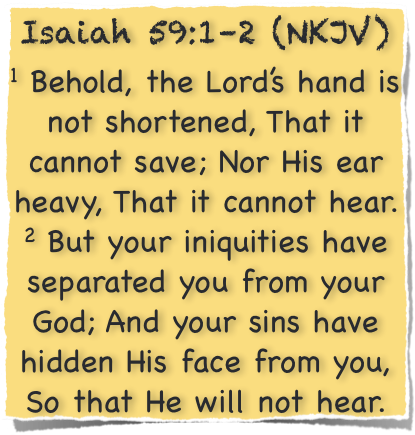 Isaiah 59:1-2 (NKJV)
¹ Behold, the Lord's hand is
not shortened, That it
cannot save; Nor His ear
heavy, That it cannot hear.
² But your iniquities have
separated you from your
God; And your sins have
hidden His face from you,
So that He will not hear.